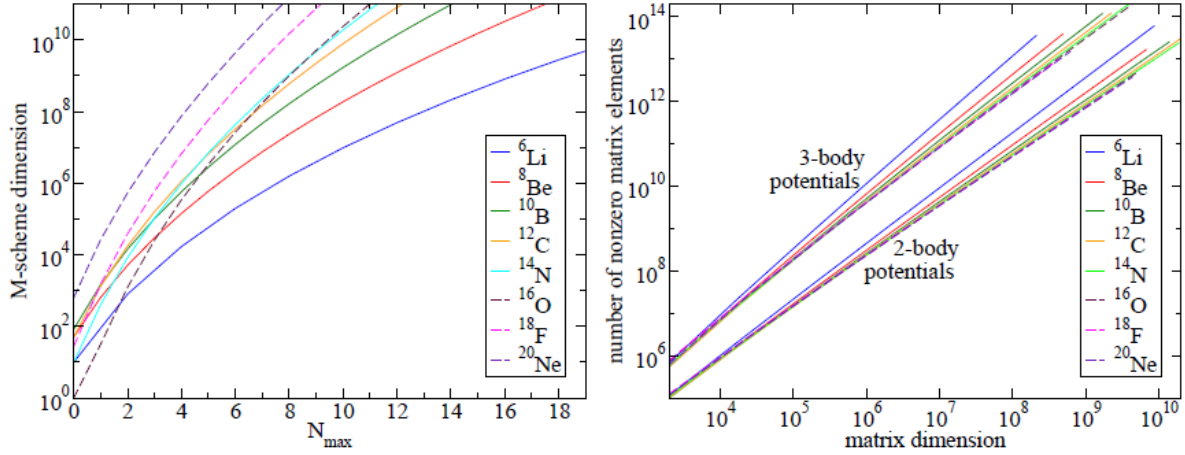 M-scheme dimension
10^10
10^8
10^6
10^4
10^2
10^0
0 2 4 6 8 10 12 14 16 18
N_max
^6Li
^8Be
^10B
^12C
^14N
^16O
^18F
^20Ne
number of nonzero matrix elements
10^14
10^12
10^10
10^8
10^6
3-body
potentials
2-body
potentials
10^4 10^5 10^6 10^7 10^8 10^9 10^10
matrix dimension
^6Li
^8Be
^10B
^12C
^14N
^16O
^18F
^20Ne